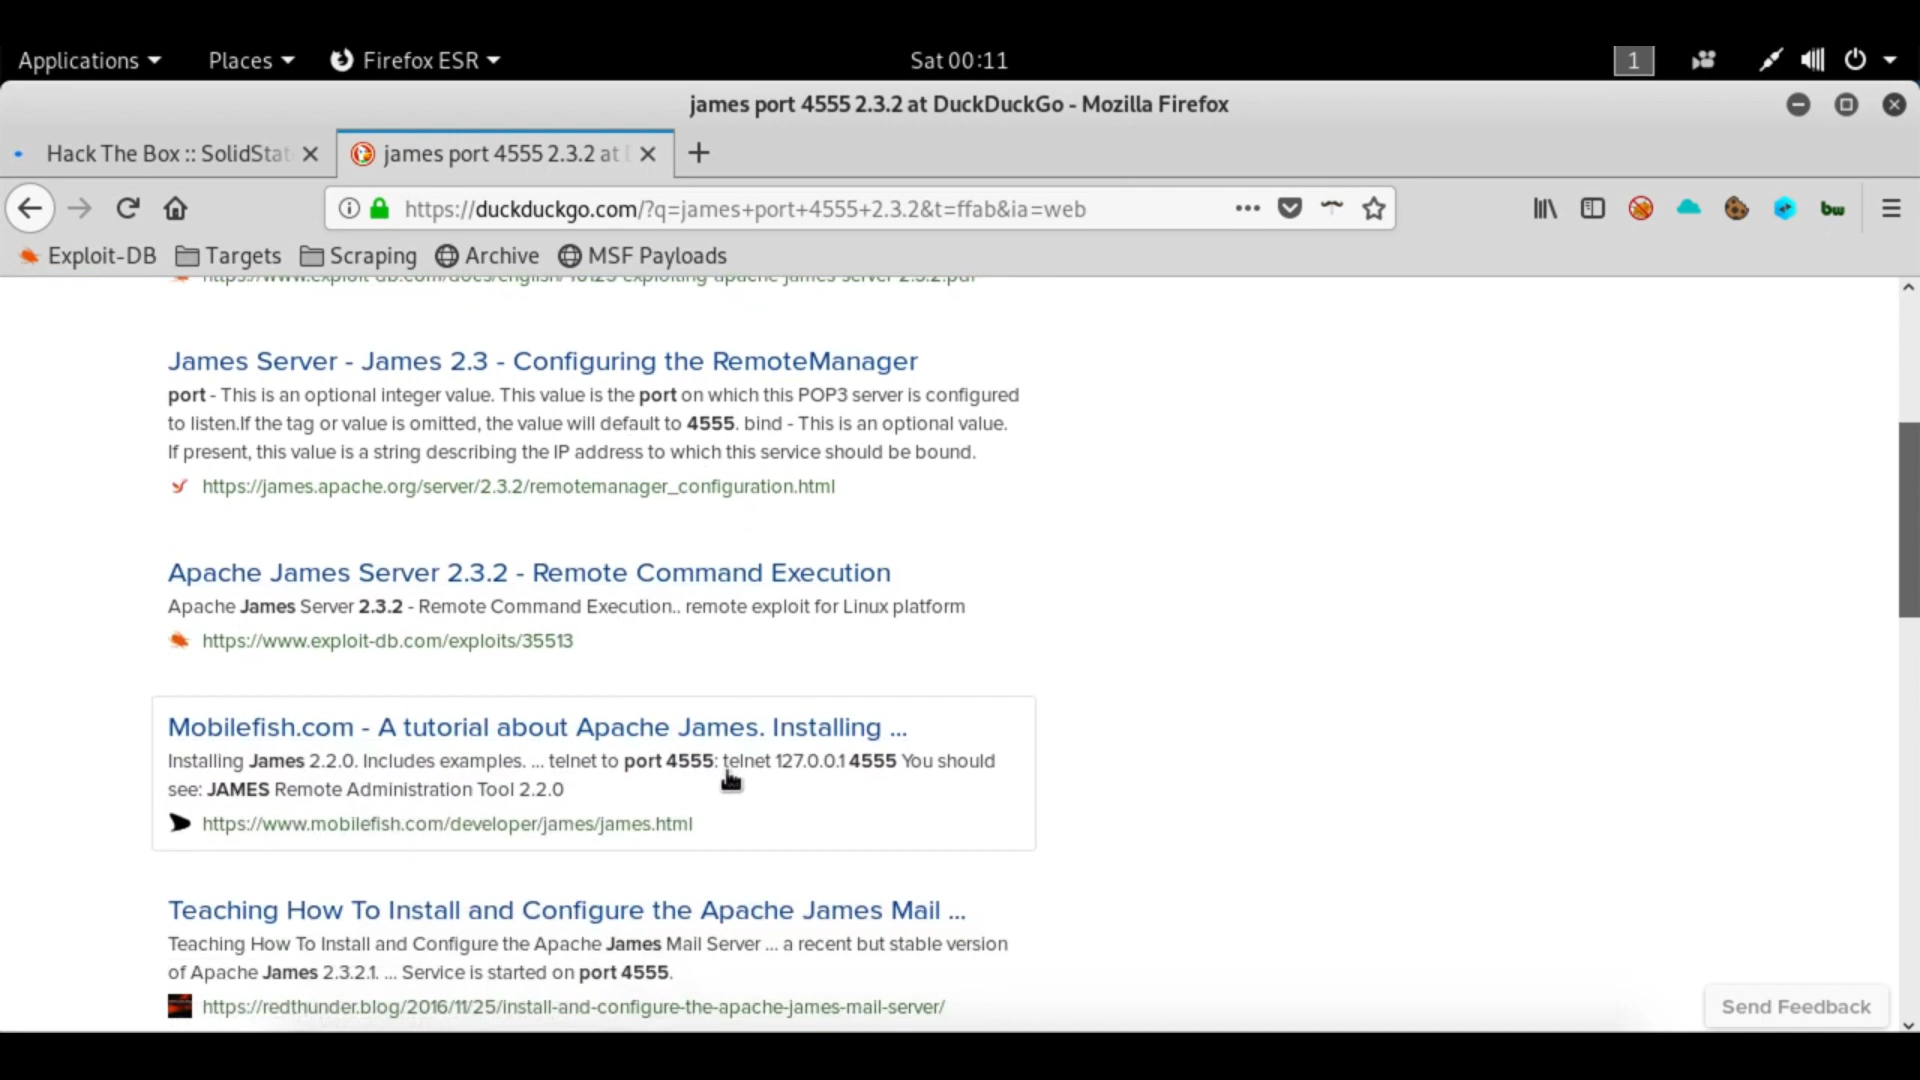 Applications Places Firefox ESR Sat 00:11 1
james port 4555 2.3.2 at DuckDuckGo - Mozilla Firefox
Hack The Box :: SolidStat james port 4555 2.3.2 at
https://duckduckgo.com/?q=james+port+4555+2.3.2&t=ffab&ia=web bw
Exploit-DB Targets Scraping Archive MSF Payloads
James Server - James 2.3 - Configuring the RemoteManager
port - This is an optional integer value. This value is the port on which this POP3 server is configured
to listen.If the tag or value is omitted, the value will default to 4555. bind - This is an optional value.
If present, this value is a string describing the IP address to which this service should be bound.
https://james.apache.org/server/2.3.2/remotemanager_configuration.html
Apache James Server 2.3.2 - Remote Command Execution
Apache James Server 2.3.2 - Remote Command Execution.. remote exploit for Linux platform
https://www.exploit-db.com/exploits/35513
Mobilefish.com - A tutorial about Apache James. Installing ...
Installing James 2.2.0. Includes examples. ... telnet to port 4555: telnet 127.0.0.1 4555 You should
see: JAMES Remote Administration Tool 2.2.0
https://www.mobilefish.com/developer/james/james.html
Teaching How To Install and Configure the Apache James Mail ...
Teaching How To Install and Configure the Apache James Mail Server ... a recent but stable version
of Apache James 2.3.2.1. ... Service is started on port 4555.
https://redthunder.blog/2016/11/25/install-and-configure-the-apache-james-mail-server/
Send Feedback